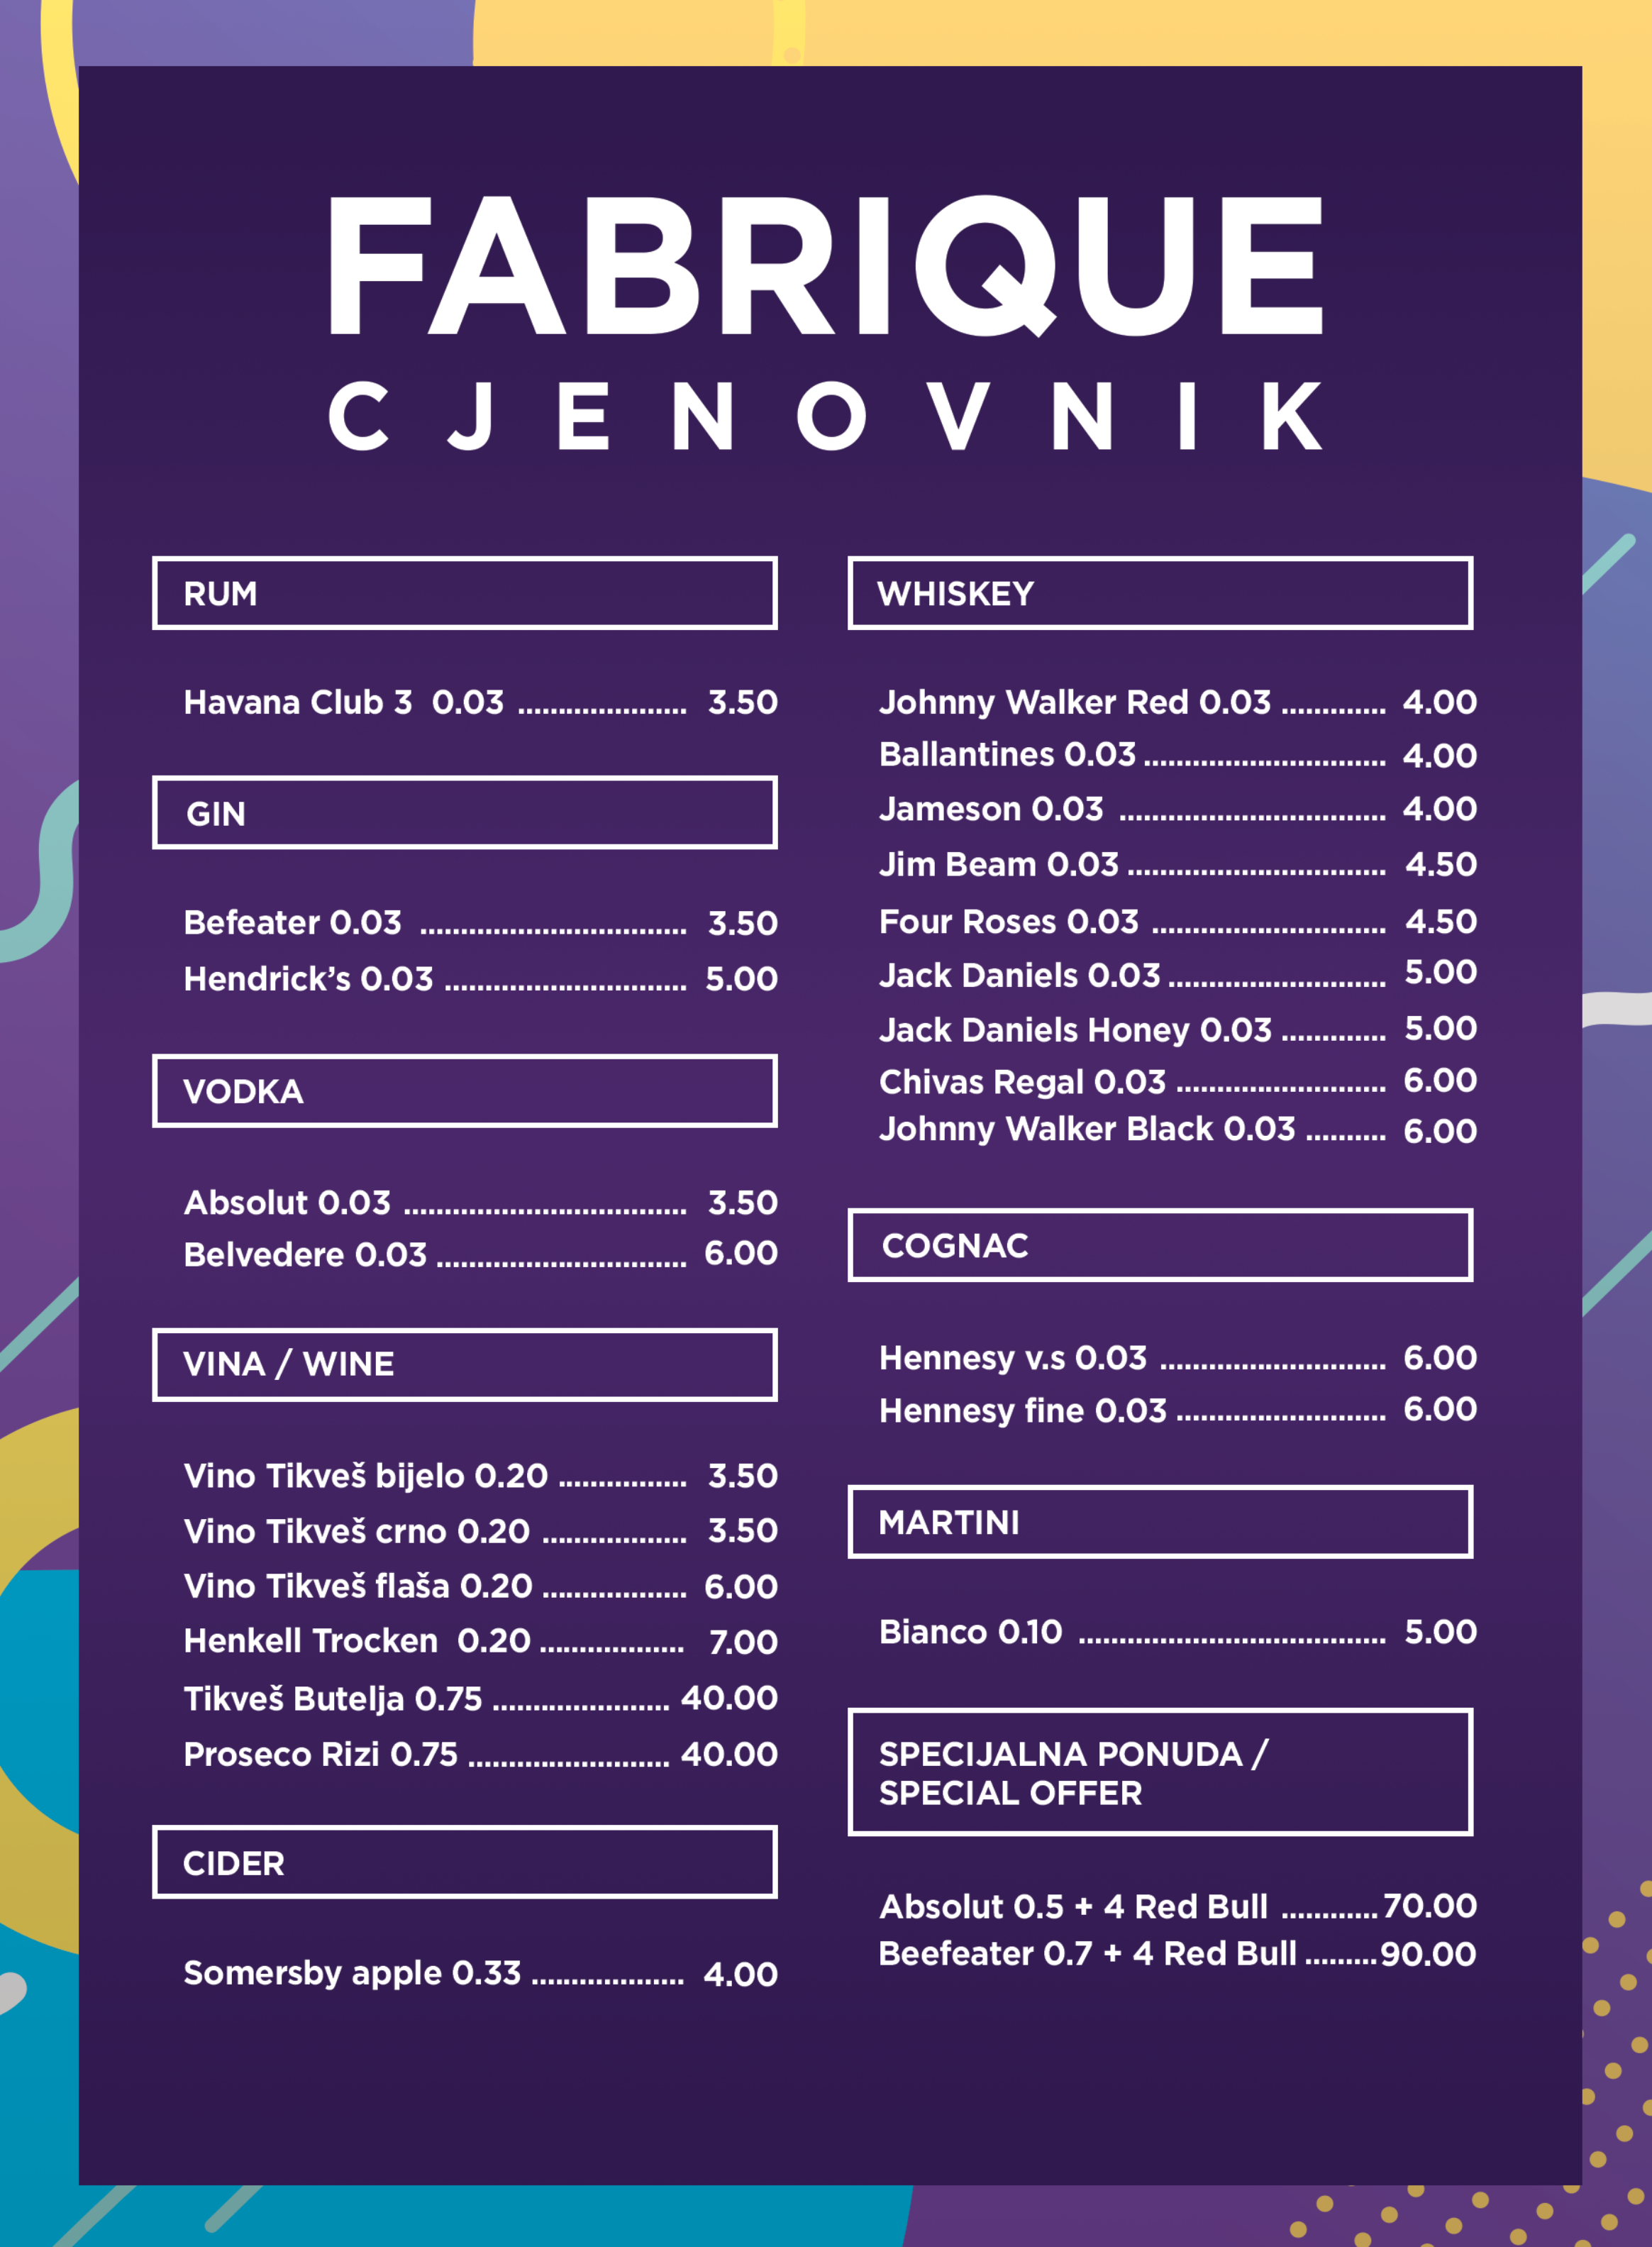 FABRIQUE
CJENOVNIK
RUM
Havana Club 3 0.03 ..................... 3.50
GIN
Befeater 0.03 ................................. 3.50
Hendrick’s 0.03 .............................. 5.00
VODKA
Absolut 0.03 ................................... 3.50
Belvedere 0.03 ............................... 6.00
VINA / WINE
Vino Tikveš bijelo 0.20 ................ 3.50
Vino Tikveš crno 0.20 .................. 3.50
Vino Tikveš flaša 0.20 .................. 6.00
Henkell Trocken 0.20 .................. 7.00
Tikveš Butelja 0.75 ...................... 40.00
Proseco Rizi 0.75 ......................... 40.00
CIDER
Somersby apple 0.33 ................... 4.00
WHISKEY
Johnny Walker Red 0.03 ............. 4.00
Ballantines 0.03 .............................. 4.00
Jameson 0.03 ................................. 4.00
Jim Beam 0.03 ................................ 4.50
Four Roses 0.03 ............................. 4.50
Jack Daniels 0.03 ........................... 5.00
Jack Daniels Honey 0.03 ............. 5.00
Chivas Regal 0.03 .......................... 6.00
Johnny Walker Black 0.03 .......... 6.00
COGNAC
Hennesy v.s 0.03 ............................ 6.00
Hennesy fine 0.03 .......................... 6.00
MARTINI
Bianco 0.10 ...................................... 5.00
SPECIJALNA PONUDA /
SPECIAL OFFER
Absolut 0.5 + 4 Red Bull ............ 70.00
Beefeater 0.7 + 4 Red Bull ......... 90.00